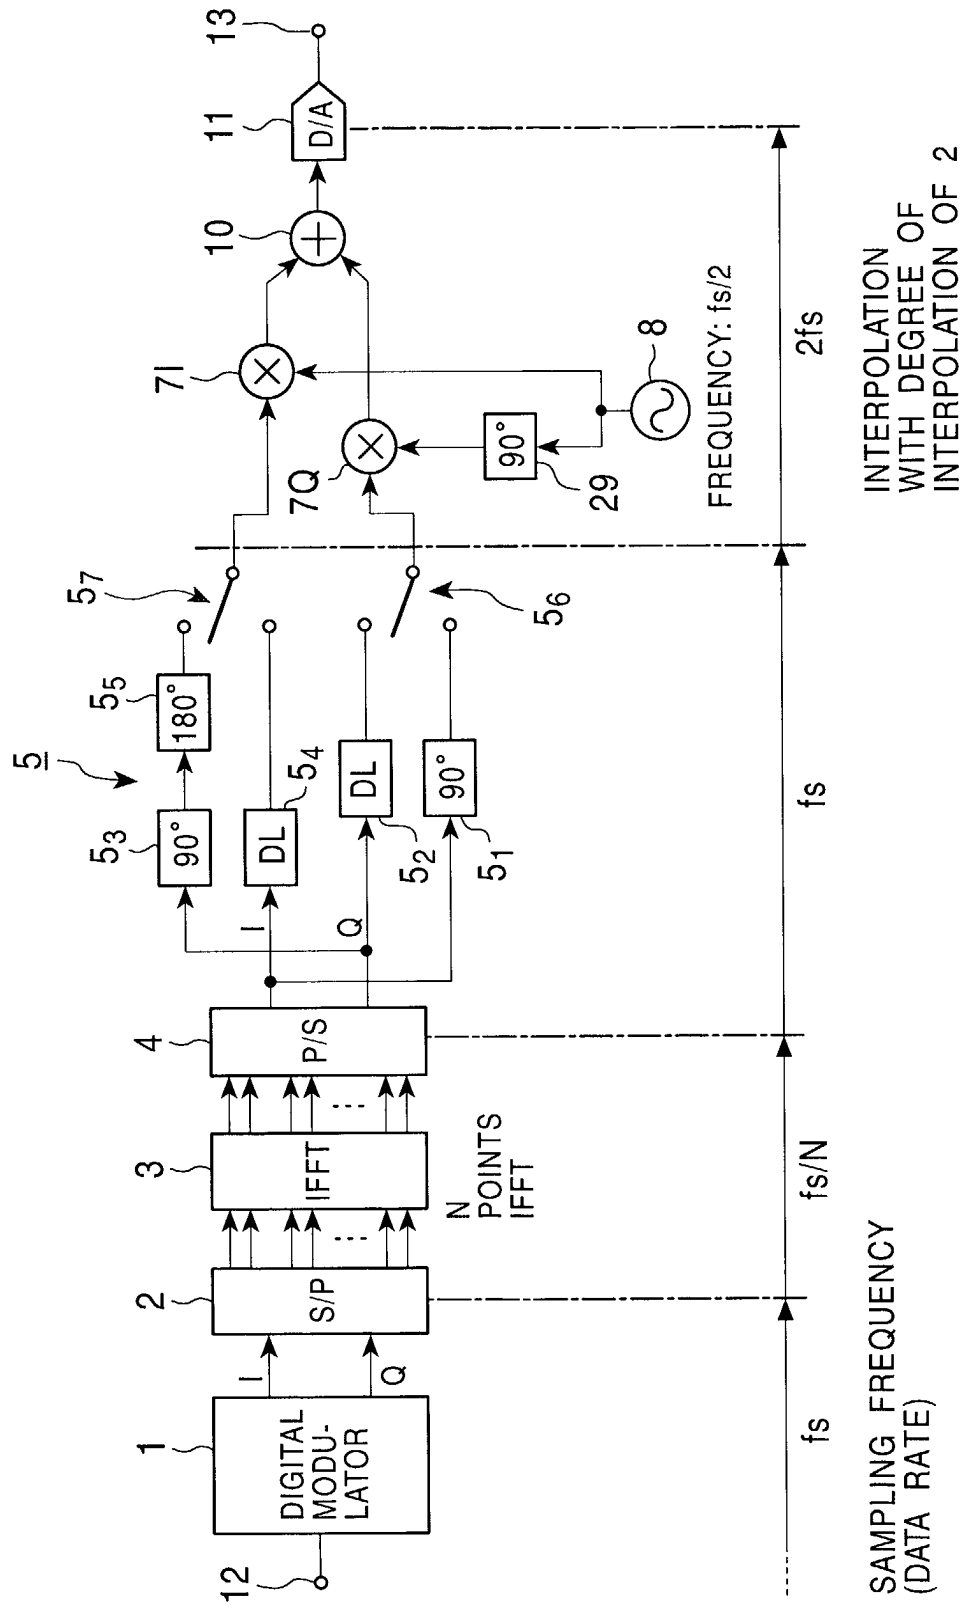 12
1
DIGITAL
MODU-
LATOR
I
Q
2
S/P
3
IFFT
N
POINTS
IFFT
4
P/S
I
Q
5
5₃
90°
5₅
180°
5₄
DL
5₂
DL
5₁
90°
5₇
5₆
7I
×
7Q
×
29
90°
8
FREQUENCY: fs/2
10
+
11
D/A
13
fs
fs/N
fs
2fs
SAMPLING FREQUENCY
(DATA RATE)
INTERPOLATION
WITH DEGREE OF
INTERPOLATION OF 2